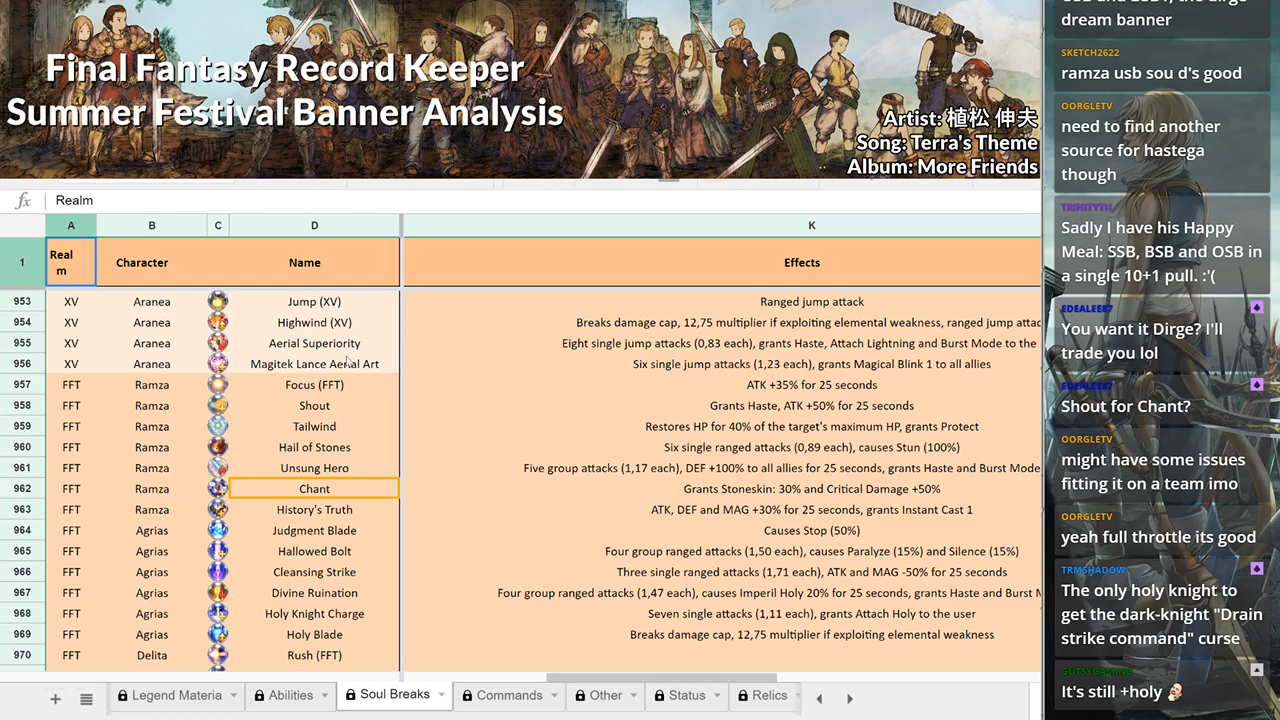 Final Fantasy Record Keeper
Summer Festival Banner Analysis
Artist: 植松 伸夫
Song: Terra's Theme
Album: More Friends
fx Realm
A B C D K
1 Realm Character Name Effects
953 XV Aranea Jump (XV) Ranged jump attack
954 XV Aranea Highwind (XV) Breaks damage cap, 12,75 multiplier if exploiting elemental weakness, ranged jump attac
955 XV Aranea Aerial Superiority Eight single jump attacks (0,83 each), grants Haste, Attach Lightning and Burst Mode to the
956 XV Aranea Magitek Lance Aerial Art Six single jump attacks (1,23 each), grants Magical Blink 1 to all allies
957 FFT Ramza Focus (FFT) ATK +35% for 25 seconds
958 FFT Ramza Shout Grants Haste, ATK +50% for 25 seconds
959 FFT Ramza Tailwind Restores HP for 40% of the target's maximum HP, grants Protect
960 FFT Ramza Hail of Stones Six single ranged attacks (0,89 each), causes Stun (100%)
961 FFT Ramza Unsung Hero Five group attacks (1,17 each), DEF +100% to all allies for 25 seconds, grants Haste and Burst Mode
962 FFT Ramza Chant Grants Stoneskin: 30% and Critical Damage +50%
963 FFT Ramza History's Truth ATK, DEF and MAG +30% for 25 seconds, grants Instant Cast 1
964 FFT Agrias Judgment Blade Causes Stop (50%)
965 FFT Agrias Hallowed Bolt Four group ranged attacks (1,50 each), causes Paralyze (15%) and Silence (15%)
966 FFT Agrias Cleansing Strike Three single ranged attacks (1,71 each), ATK and MAG -50% for 25 seconds
967 FFT Agrias Divine Ruination Four group ranged attacks (1,47 each), causes Imperil Holy 20% for 25 seconds, grants Haste and Burst M
968 FFT Agrias Holy Knight Charge Seven single attacks (1,11 each), grants Attach Holy to the user
969 FFT Agrias Holy Blade Breaks damage cap, 12,75 multiplier if exploiting elemental weakness
970 FFT Delita Rush (FFT)
+ Legend Materia Abilities Soul Breaks Commands Other Status Relics
dream banner
SKETCH2622
ramza usb sou d's good
OORGLETV
need to find another
source for hastega
though
TRINITYTH
Sadly I have his Happy
Meal: SSB, BSB and OSB in
a single 10+1 pull. :'(
EDEALEE87
You want it Dirge? I'll
trade you lol
EDEALEE87
Shout for Chant?
OORGLETV
might have some issues
fitting it on a team imo
OORGLETV
yeah full throttle its good
TRMSHADOW
The only holy knight to
get the dark-knight "Drain
strike command" curse
GUTSYGAMING
It's still +holy